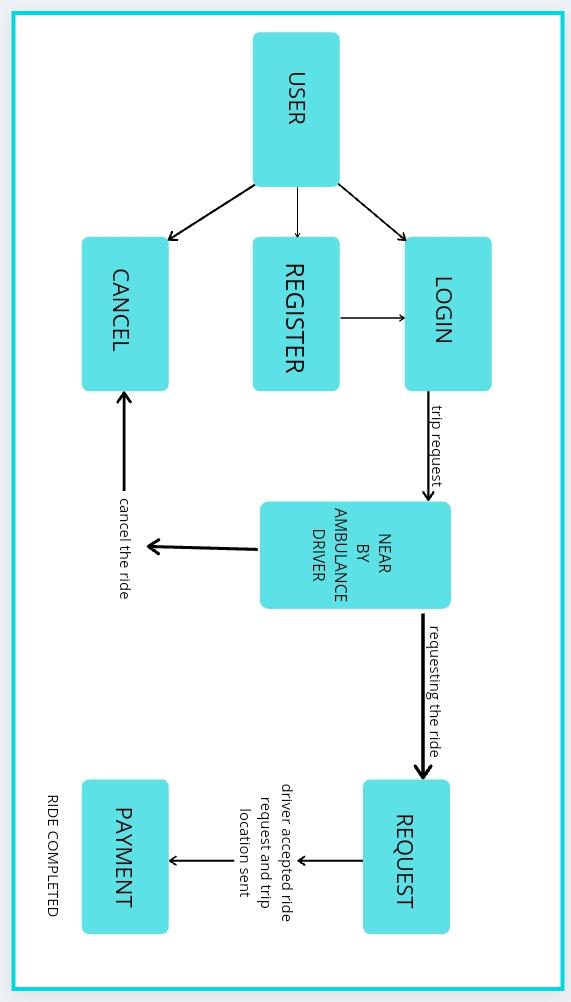 LOGIN
trip request
requesting the ride
REQUEST
NEAR
BY
AMBULANCE
DRIVER
USER
REGISTER
driver accepted ride
request and trip
location sent
CANCEL
cancel the ride
PAYMENT
RIDE COMPLETED